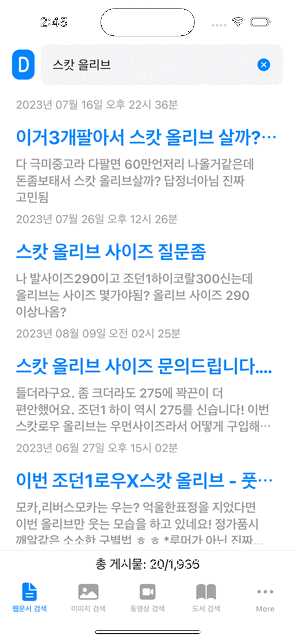 2:45
D
스캇 올리브
2023년 07월 16일 오후 22시 36분
이거3개팔아서 스캇 올리브 살까?…
다 극미중고라 다팔면 60만언저리 나올거같은데
돈좀보태서 스캇 올리브살까? 답정너아님 진짜
고민됨
2023년 07월 26일 오후 12시 26분
스캇 올리브 사이즈 질문좀
나 발사이즈290이고 조던1하이코랄300신는데
올리브는 사이즈 몇가야됨? 올리브 사이즈 290
이상나옴?
2023년 08월 09일 오전 02시 25분
스캇 올리브 사이즈 문의드립니다....
들더라구요. 좀 크더라도 275에 꽉끈이 더
편안했어요. 조던1 하이 역시 275를 신습니다! 이번
스캇로우 올리브는 우먼사이즈라서 어떻게 구입해…
2023년 06월 27일 오후 15시 02분
이번 조던1로우X스캇 올리브 - 풋…
모카,리버스모카는 우는? 억울한표정을 지었다면
이번 올리브만 웃는 모습을 하고 있네요! 정가품시
깨알같은 소소한 구별법 ㅎ ㅎ *루머가 아닌 진짜…
총 게시물: 20/1,936
웹문서 검색
이미지 검색
동영상 검색
도서 검색
More